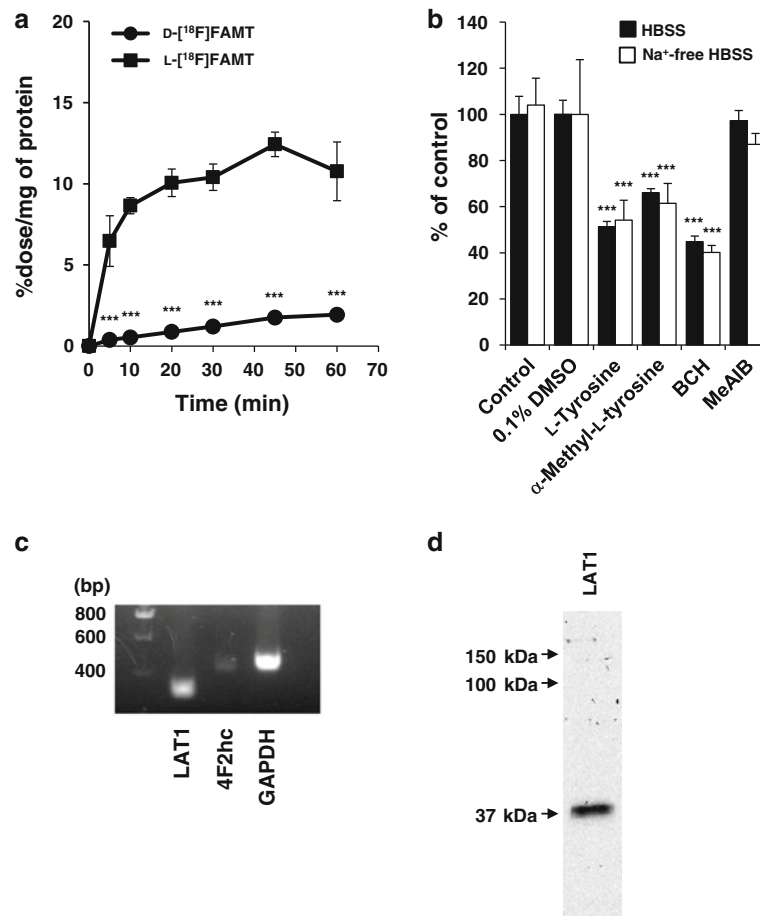 a
%dose/mg of protein
20
15
10
5
0
D-[¹⁸F]FAMT
L-[¹⁸F]FAMT
*** *** *** *** *** ***
0 10 20 30 40 50 60 70
Time (min)
b
% of control
140
120
100
80
60
40
20
0
HBSS
Na⁺-free HBSS
*** *** *** *** *** ***
Control
0.1% DMSO
L-Tyrosine
α-Methyl-L-tyrosine
BCH
MeAIB
c
(bp)
800
600
400
LAT1
4F2hc
GAPDH
d
LAT1
150 kDa
100 kDa
37 kDa